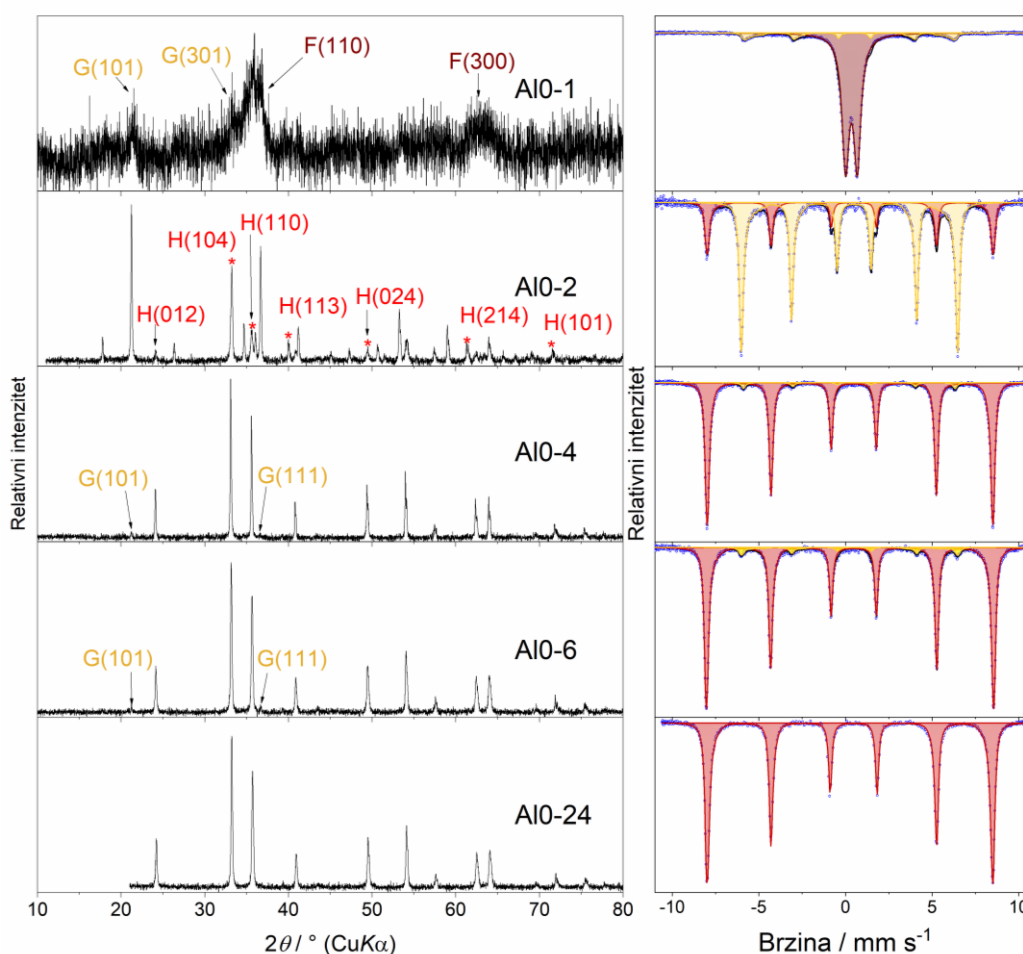 Relativni intenzitet
G(101)
G(301)
F(110)
F(300)
Al0-1
H(012)
H(104)
H(110)
H(113)
H(024)
H(214)
H(101)
Al0-2
*
*
*
*
*
*
G(101)
G(111)
Al0-4
G(101)
G(111)
Al0-6
Al0-24
10 20 30 40 50 60 70 80
2θ / ° (CuKα)
Relativni intenzitet
-10 -5 0 5 10
Brzina / mm s⁻¹